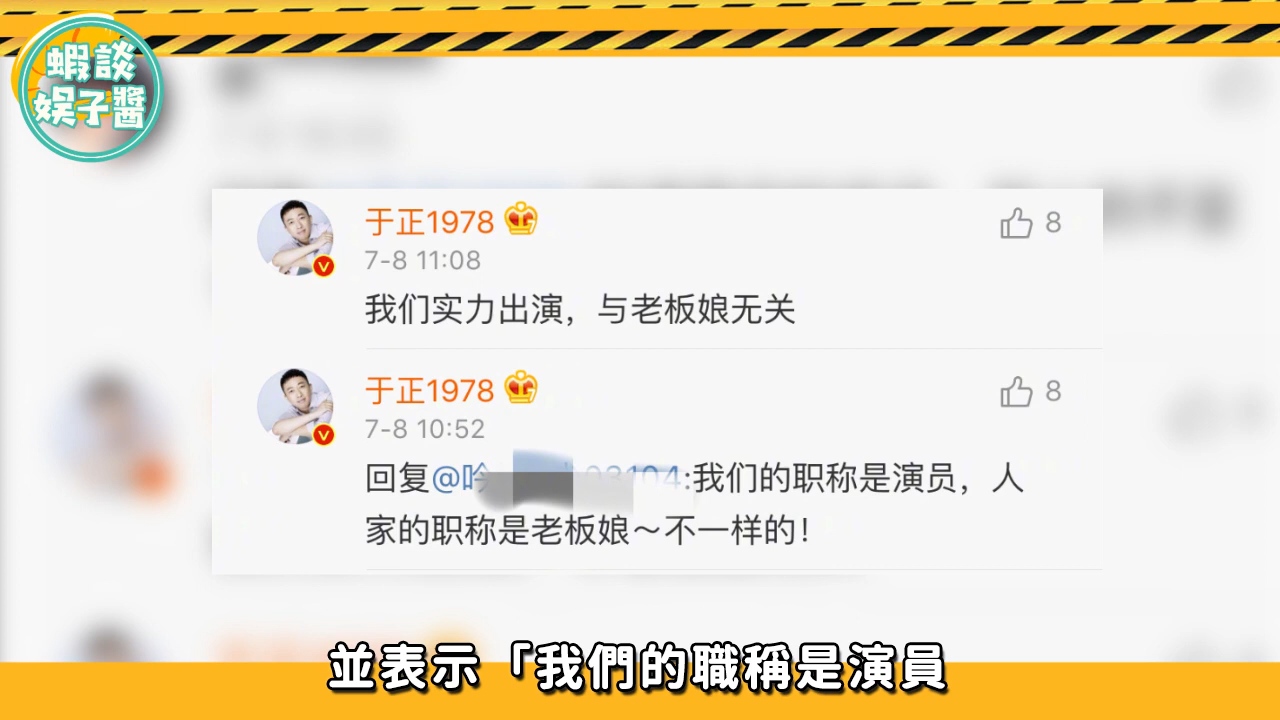 蝦談
娛子醬
于正1978
8
7-8 11:08
我们实力出演，与老板娘无关
于正1978
8
7-8 10:52
回复@吟 03104:我们的职称是演员，人
家的职称是老板娘～不一样的！
並表示「我們的職稱是演員